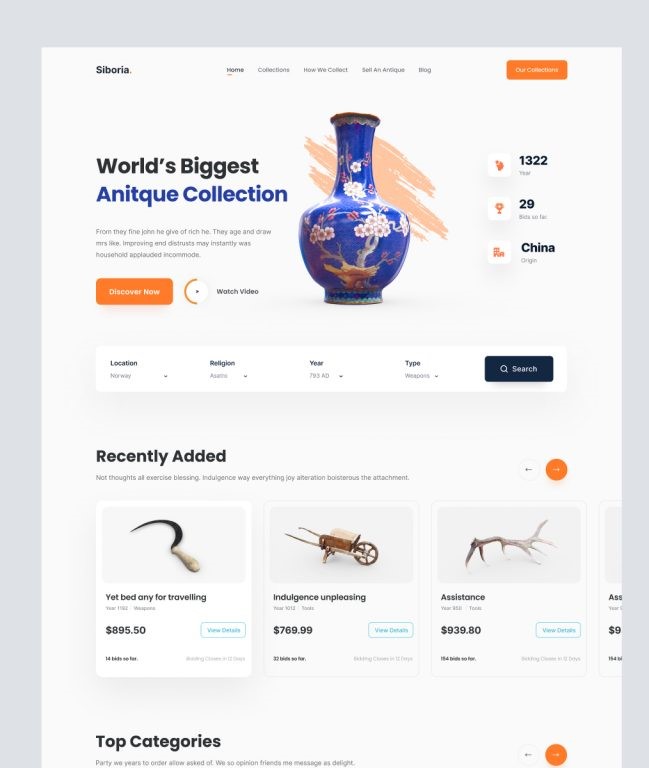 Siboria.
Home Collections How We Collect Sell An Antique Blog
Our Collections
World's Biggest
Anitque Collection
From they fine john he give of rich he. They age and draw
mrs like. Improving end distrusts may instantly was
household applauded incommode.
Discover Now
Watch Video
1322
Year
29
Bids so far
China
Origin
Location Religion Year Type
Norway Asatro 793 AD Weapons
Search
Recently Added
Not thoughts all exercise blessing. Indulgence way everything joy alteration boisterous the attachment.
Yet bed any for travelling
Year 1192 Weapons
$895.50
View Details
14 bids so far.
Bidding Closes in 12 Days
Indulgence unpleasing
Year 1012 Tools
$769.99
View Details
32 bids so far.
Bidding Closes in 12 Days
Assistance
Year 850 Tools
$939.80
View Details
154 bids so far.
Bidding Closes in 12 Days
Ass
$9
154 bi
Top Categories
Party we years to order allow asked of. We so opinion friends me message as delight.